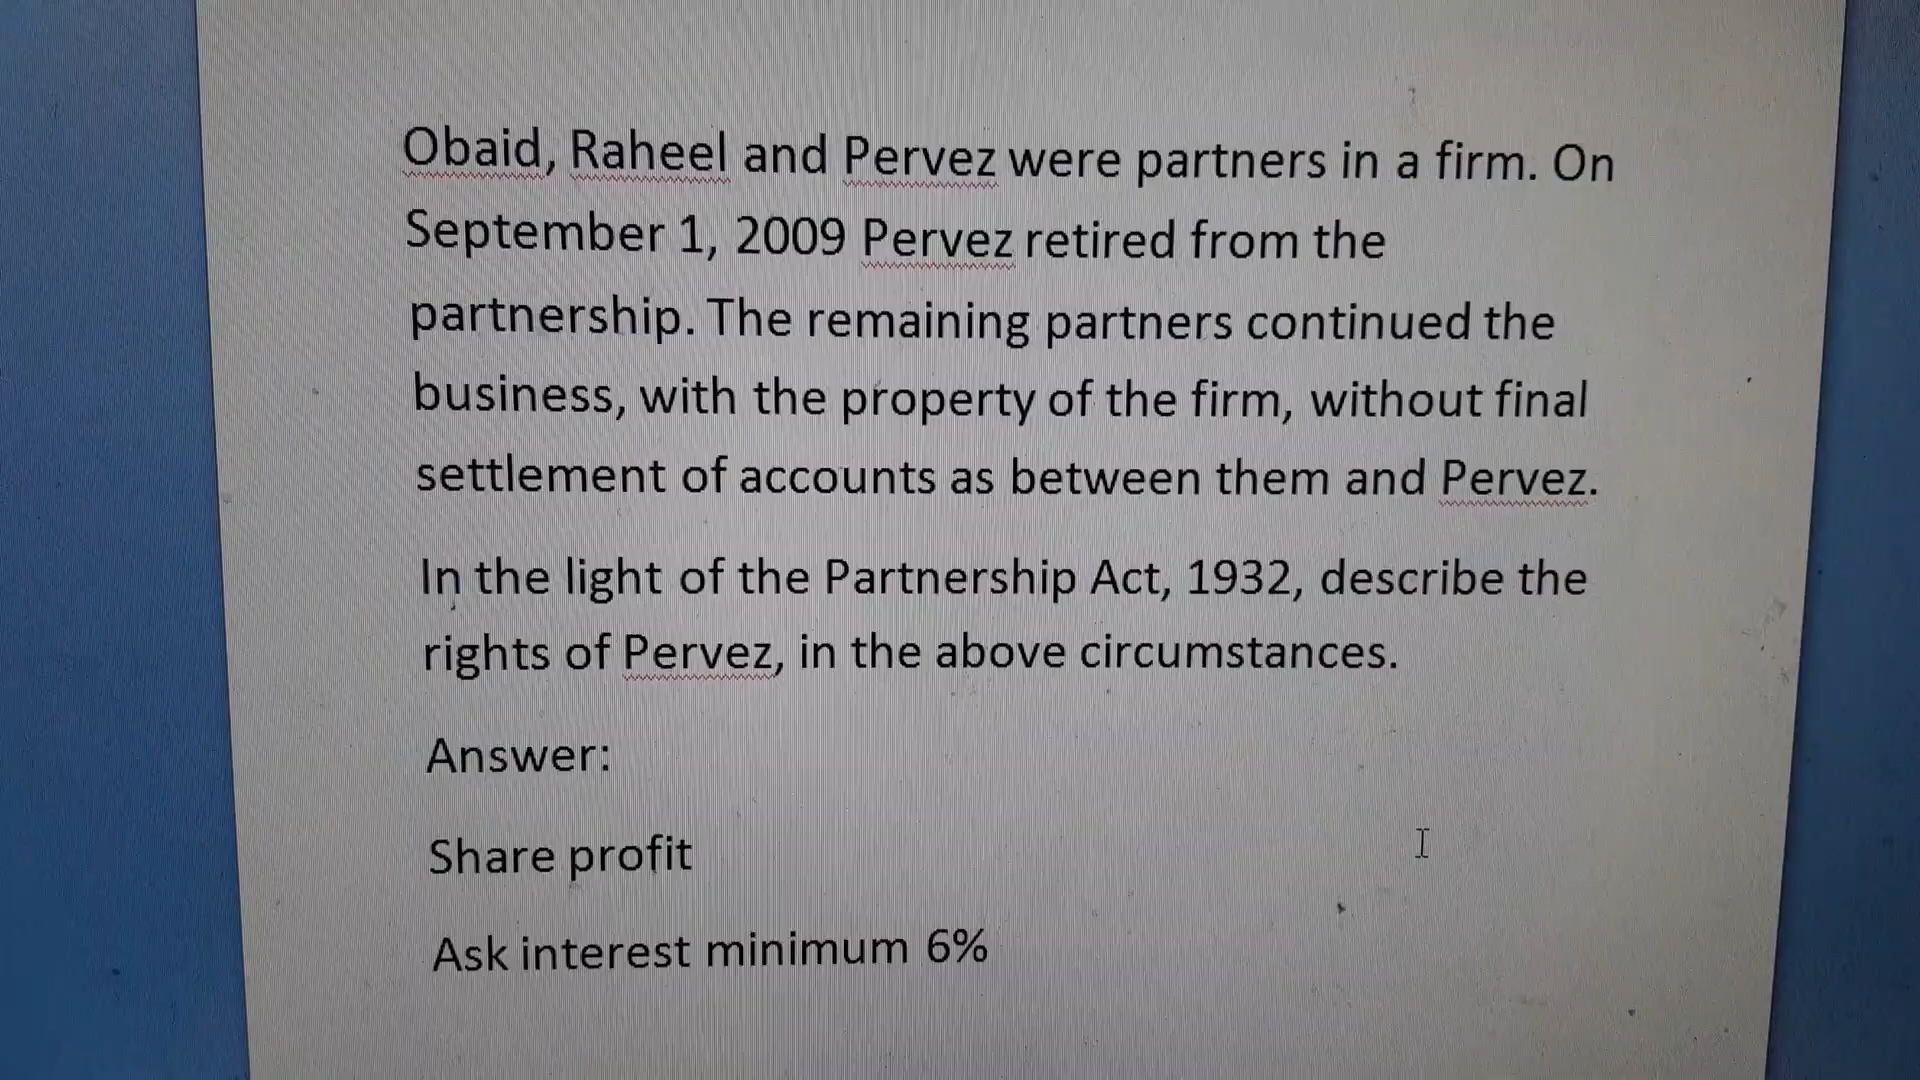 Obaid, Raheel and Pervez were partners in a firm. On
September 1, 2009 Pervez retired from the
partnership. The remaining partners continued the
business, with the property of the firm, without final
settlement of accounts as between them and Pervez.
In the light of the Partnership Act, 1932, describe the
rights of Pervez, in the above circumstances.
Answer:
Share profit
Ask interest minimum 6%